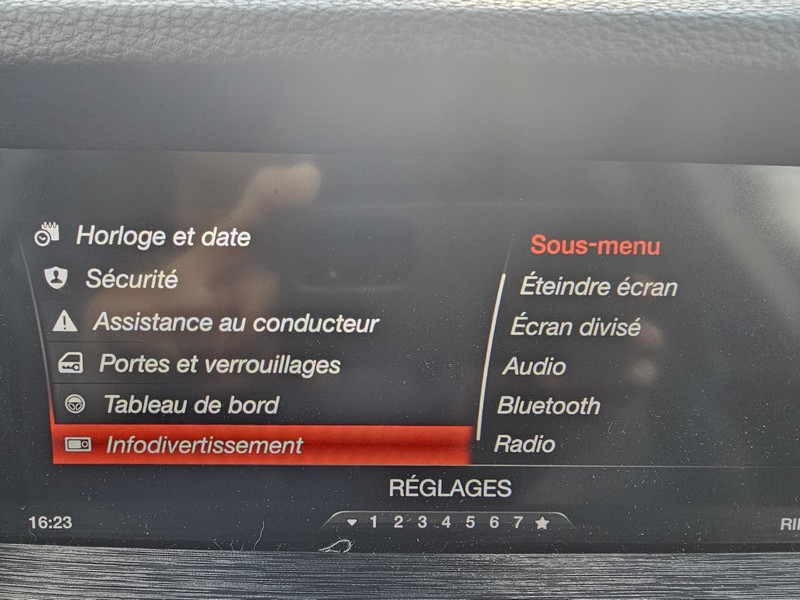 Horloge et date
Sécurité
Assistance au conducteur
Portes et verrouillages
Tableau de bord
Infodivertissement
Sous-menu
Éteindre écran
Écran divisé
Audio
Bluetooth
Radio
RÉGLAGES
16:23
1 2 3 4 5 6 7